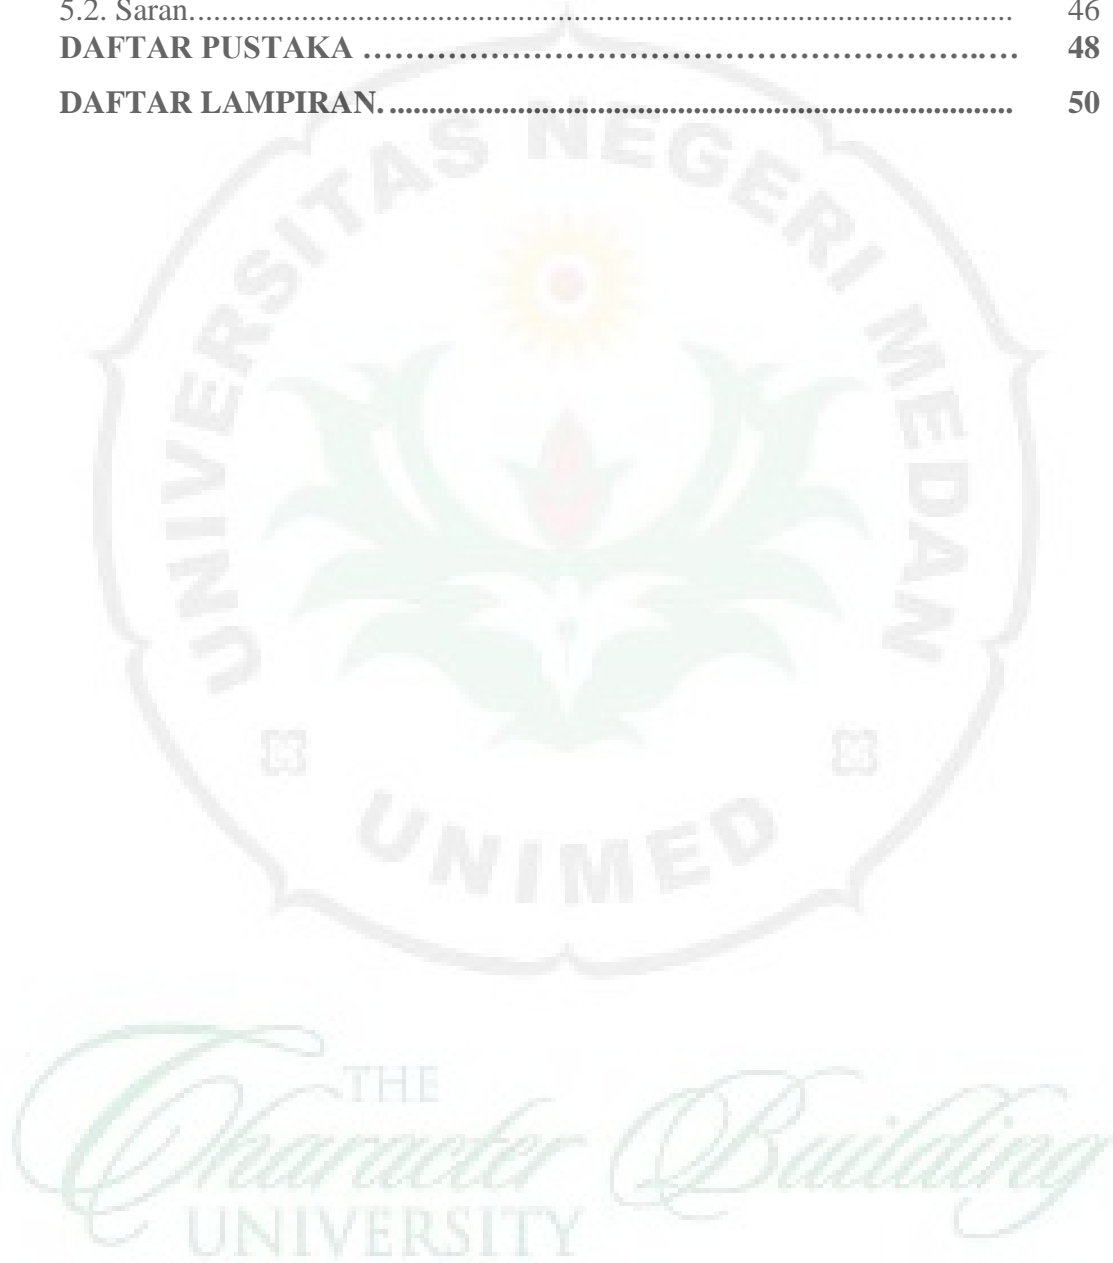 5.2. Saran........................................................................................................ 46
DAFTAR PUSTAKA ………………………………………………………..… 48
DAFTAR LAMPIRAN. ................................................................................ 50
UNIVERSITAS NEGERI MEDAN
UNIMED
THE
Character Building
UNIVERSITY